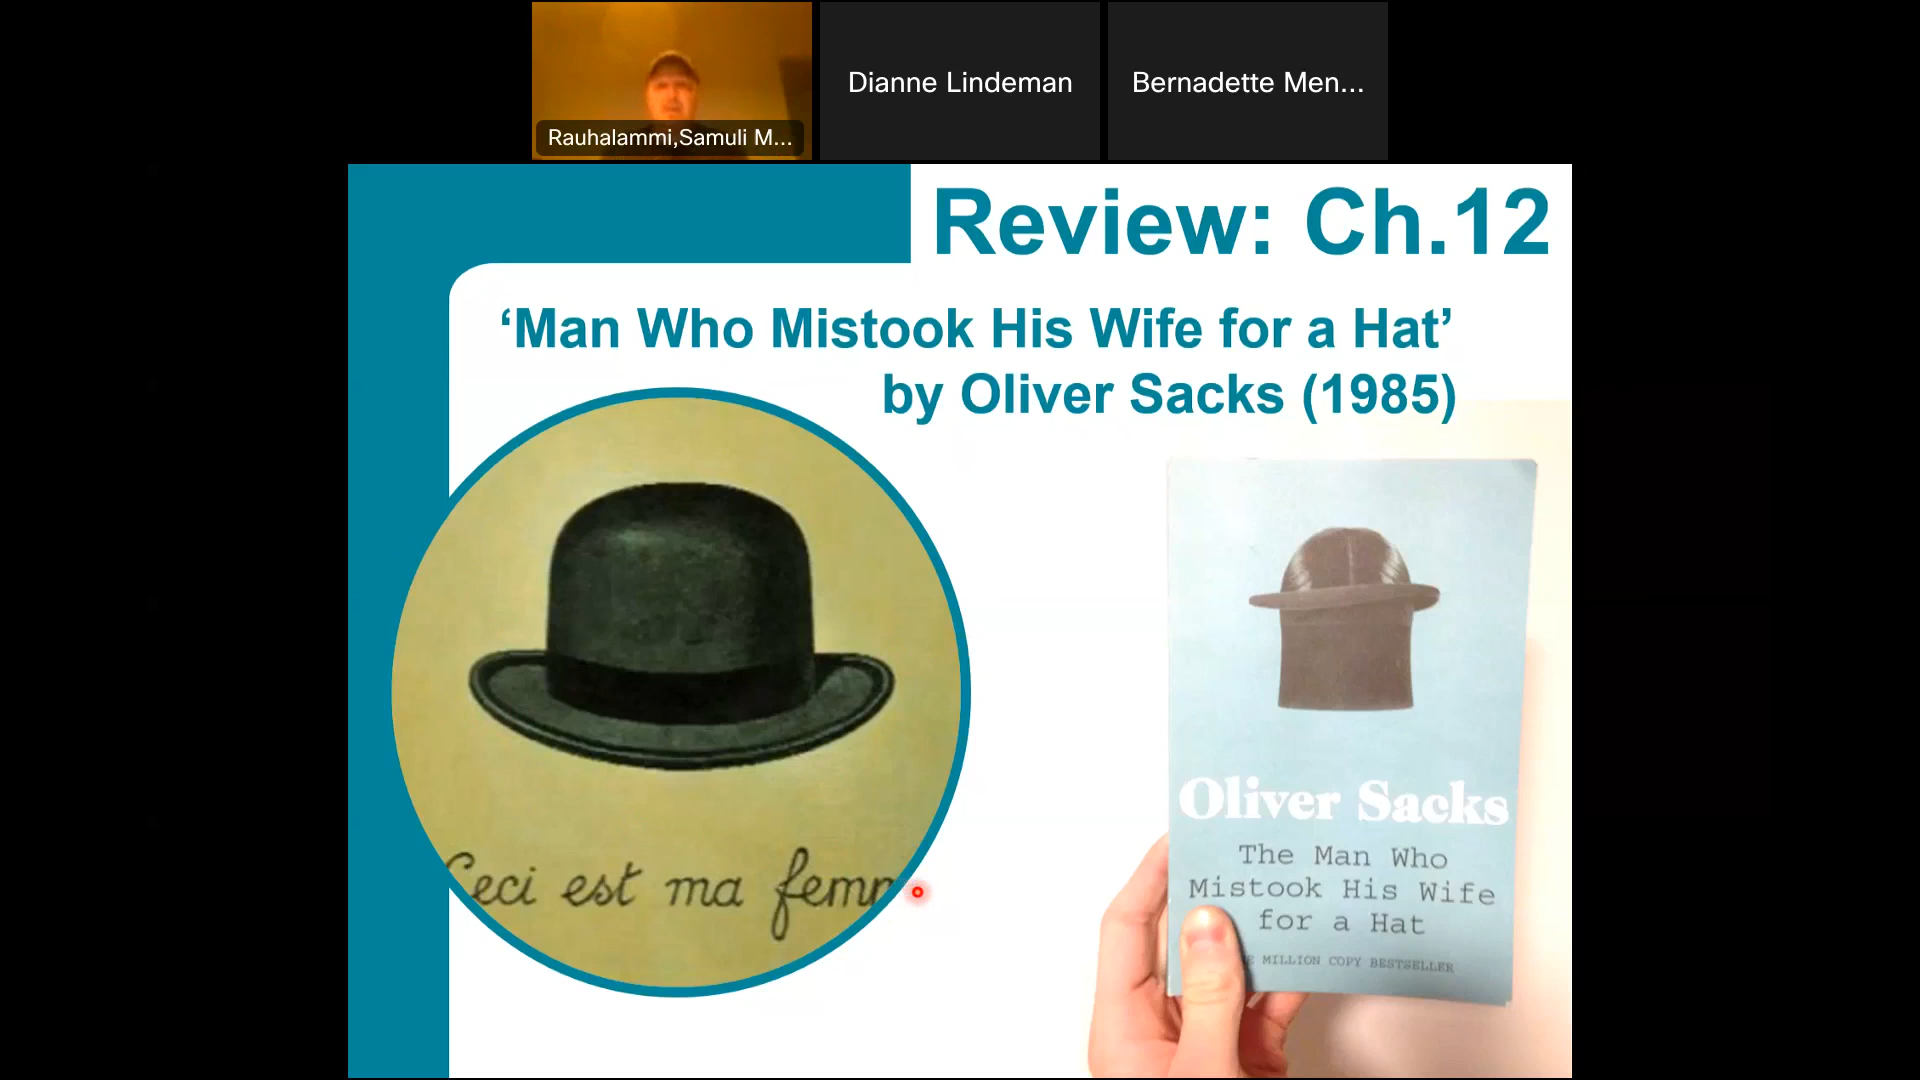 Rauhalammi,Samuli M...
Dianne Lindeman
Bernadette Men...
Review: Ch.12
‘Man Who Mistook His Wife for a Hat’
by Oliver Sacks (1985)
Ceci est ma
Oliver Sacks
The Man Who
Mistook His Wife
for a Hat
MILLION COPY BESTSELLER